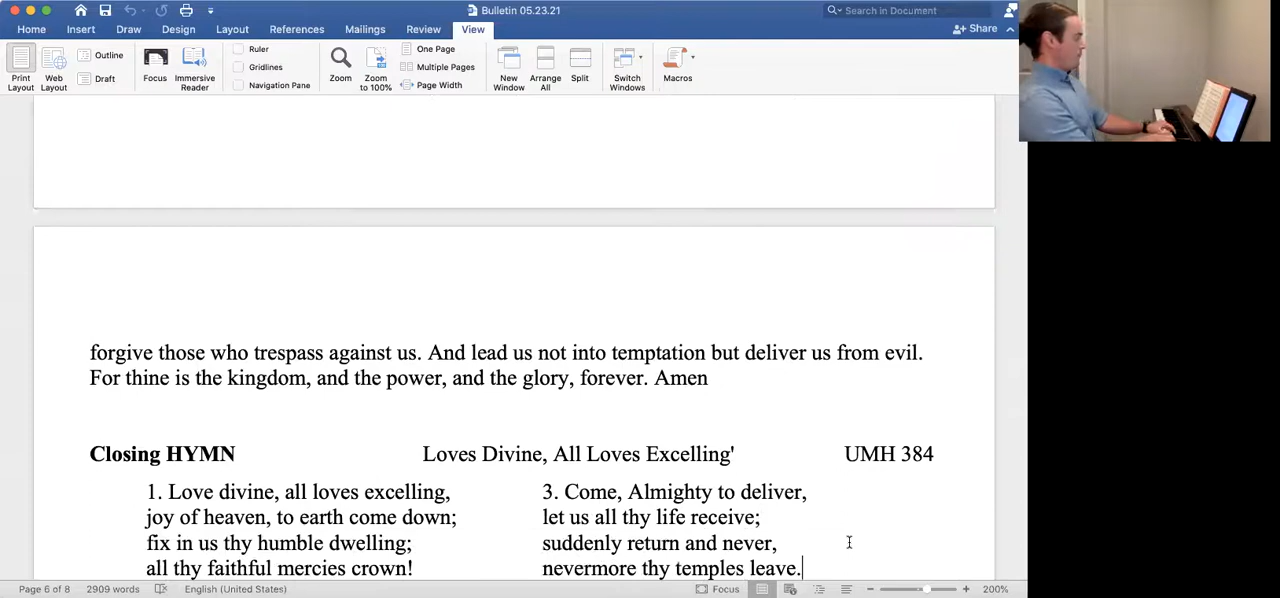 Bulletin 05.23.21
Search in Document
Home Insert Draw Design Layout References Mailings Review View
Share
Print Layout
Web Layout
Outline
Draft
Focus
Immersive Reader
Ruler
Gridlines
Navigation Pane
Zoom
Zoom to 100%
One Page
Multiple Pages
Page Width
New Window
Arrange All
Split
Switch Windows
Macros
forgive those who trespass against us. And lead us not into temptation but deliver us from evil.
For thine is the kingdom, and the power, and the glory, forever. Amen
Closing HYMN Loves Divine, All Loves Excelling' UMH 384
1. Love divine, all loves excelling,
joy of heaven, to earth come down;
fix in us thy humble dwelling;
all thy faithful mercies crown!
3. Come, Almighty to deliver,
let us all thy life receive;
suddenly return and never,
nevermore thy temples leave.
Page 6 of 8 2909 words English (United States) Focus 200%